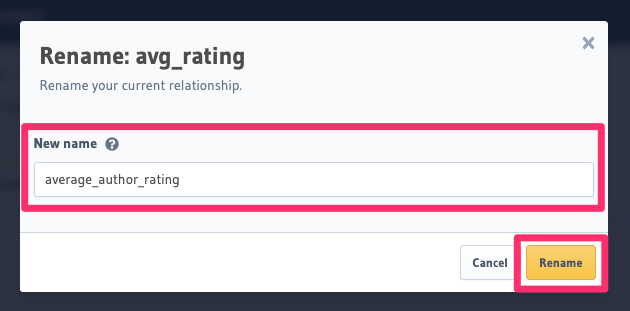 Rename: avg_rating
Rename your current relationship.
New name
average_author_rating
Cancel
Rename